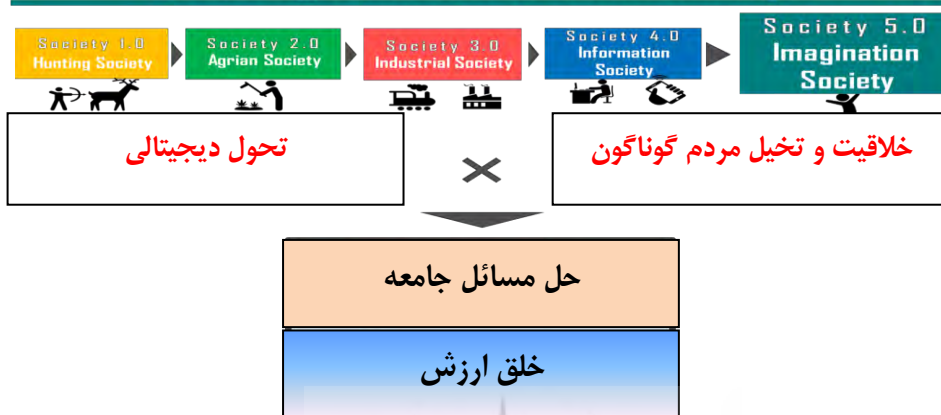 Society 1.0
Hunting Society
Society 2.0
Agrian Society
Society 3.0
Industrial Society
Society 4.0
Information
Society
Society 5.0
Imagination
Society
تحول دیجیتالی
×
خلاقیت و تخیل مردم گوناگون
حل مسائل جامعه
خلق ارزش